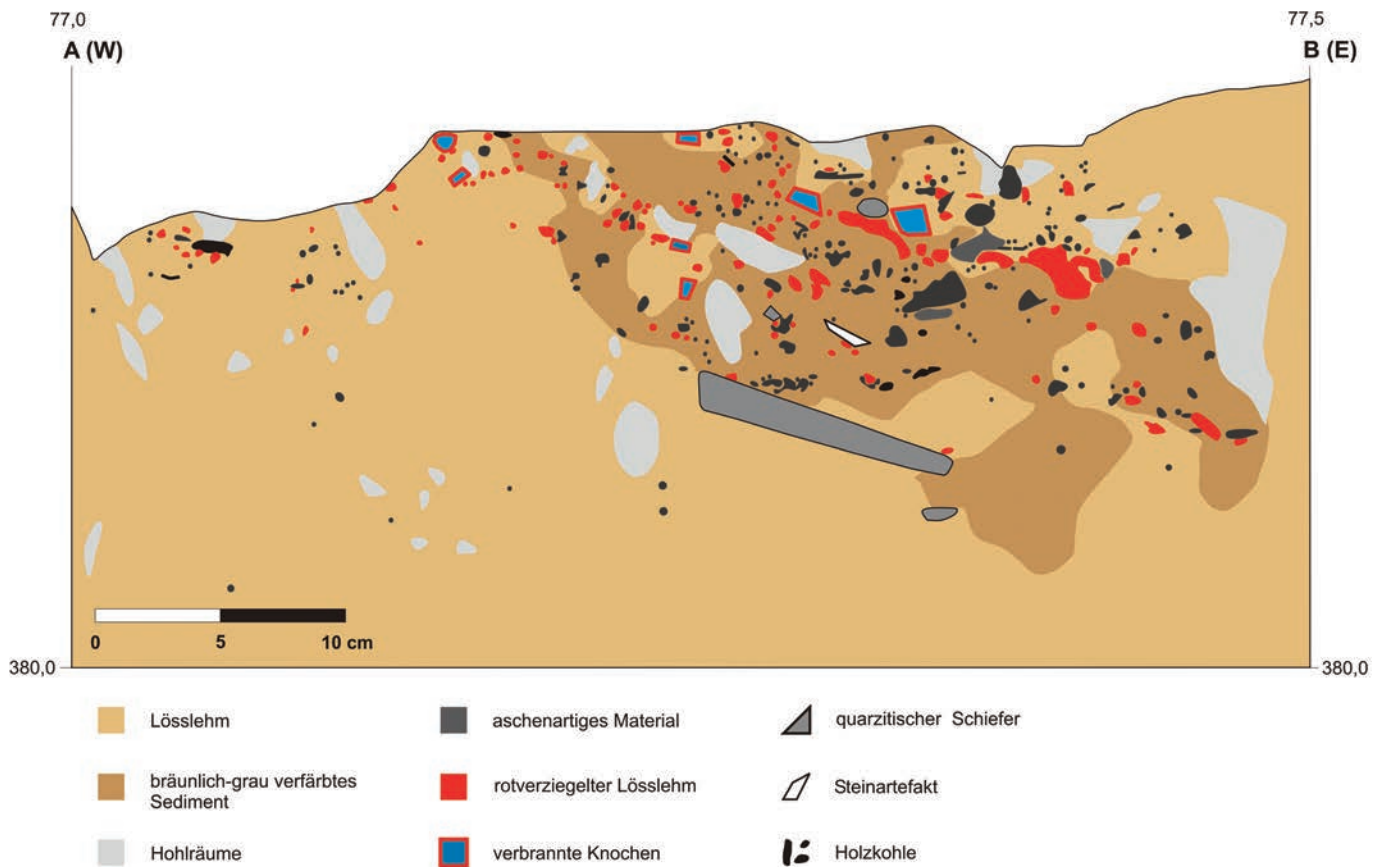 77,0
77,5
A (W)
B (E)
0
5
10 cm
380,0
380,0
Lösslehm
aschenartiges Material
quarzitischer Schiefer
bräunlich-grau verfärbtes
Sediment
rotverziegelter Lösslehm
Steinartefakt
Hohlräume
verbrannte Knochen
Holzkohle